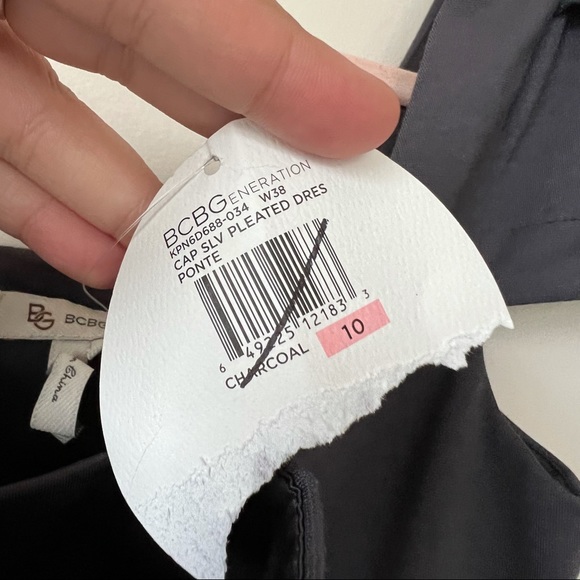 BCBGENERATION
KPN6D688-034 W38
CAP SLV PLEATED DRES
PONTE
6 49225 12183 3
CHARCOAL 10
BG BCBG
China